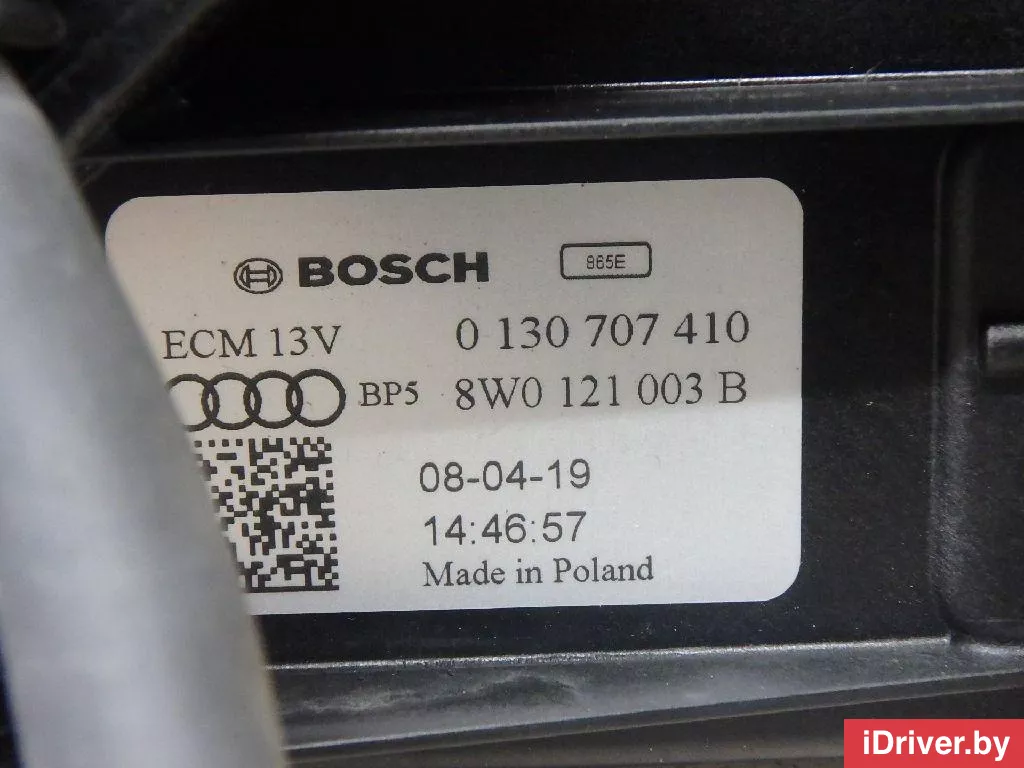 BOSCH 865E
ECM 13V 0 130 707 410
BP5 8W0 121 003 B
08-04-19
14:46:57
Made in Poland
iDriver.by